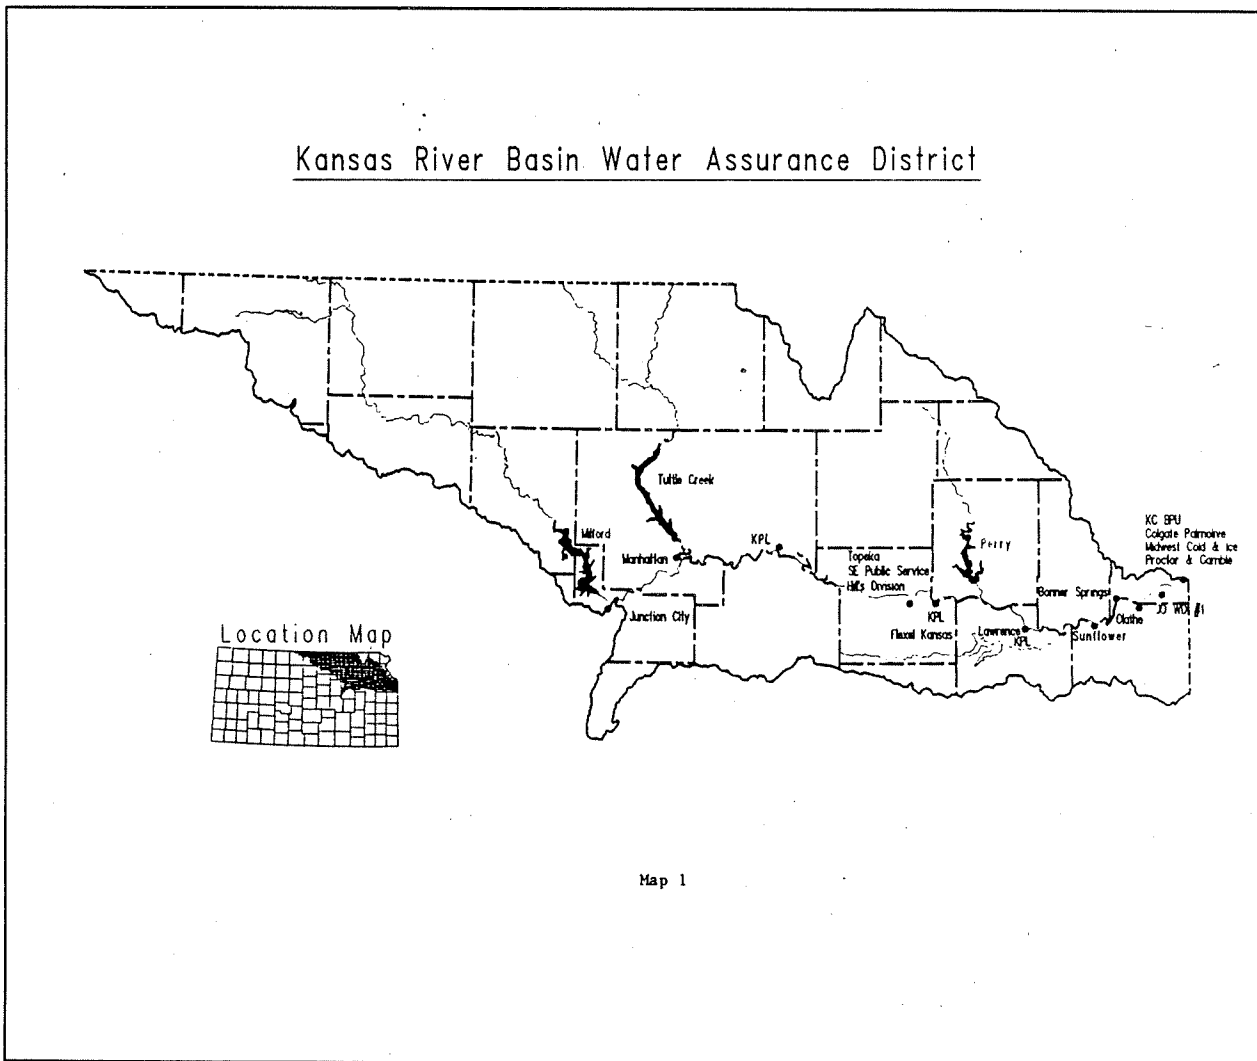 Kansas River Basin Water Assurance District
Tuttle Creek
Milford
Manhattan
KPL
Junction City
Topeka
SE Public Service
Hills Division
KPL
Flexel Kansas
Perry
Lawrence
KPL
Bonner Springs
Sunflower
Olathe
JO WD #1
KC BPU
Colgate Palmolive
Midwest Cold & Ice
Proctor & Gamble
Location Map
Map 1